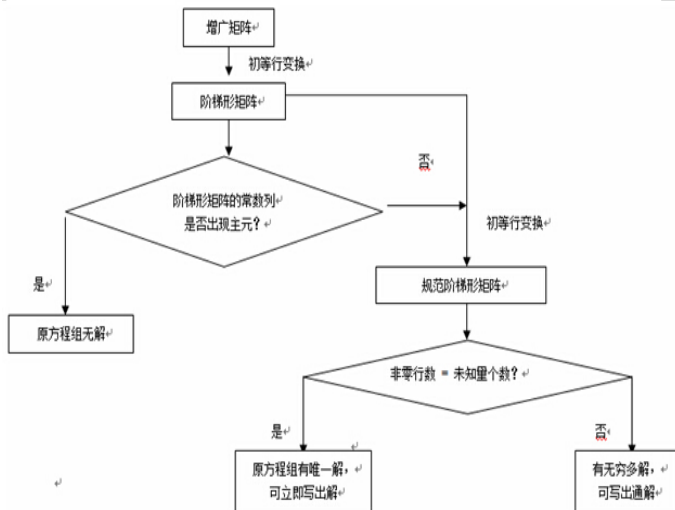 增广矩阵
初等行变换
阶梯形矩阵
否
阶梯形矩阵的常数列
是否出现主元？
初等行变换
是
规范阶梯形矩阵
原方程组无解
非零行数 = 未知量个数？
是
否
原方程组有唯一解，
可立即写出解
有无穷多解，
可写出通解